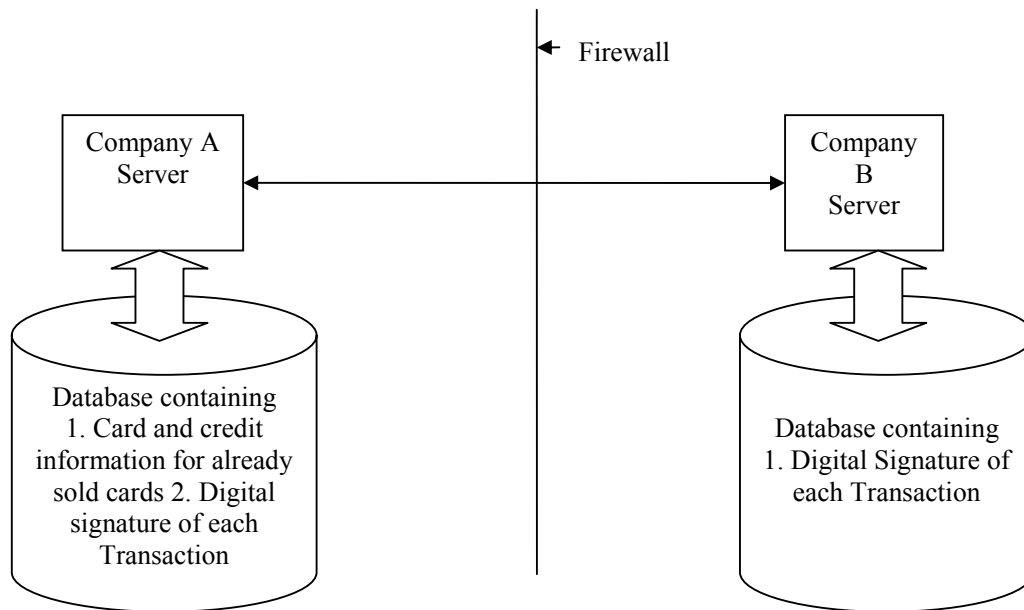 Firewall
Company A
Server
Company
B
Server
Database containing
1. Card and credit
information for already
sold cards 2. Digital
signature of each
Transaction
Database containing
1. Digital Signature of
each Transaction